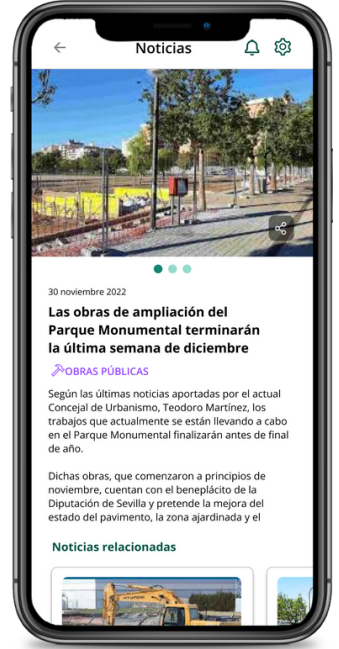 Noticias
30 noviembre 2022
Las obras de ampliación del
Parque Monumental terminarán
la última semana de diciembre
OBRAS PÚBLICAS
Según las últimas noticias aportadas por el actual
Concejal de Urbanismo, Teodoro Martínez, los
trabajos que actualmente se están llevando a cabo
en el Parque Monumental finalizarán antes de final
de año.
Dichas obras, que comenzaron a principios de
noviembre, cuentan con el beneplácito de la
Diputación de Sevilla y pretende la mejora del
estado del pavimento, la zona ajardinada y el
Noticias relacionadas